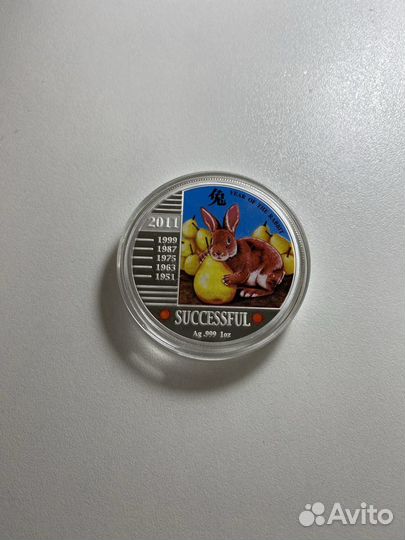 兔
YEAR OF THE RABBIT
2011
1999
1987
1975
1963
1951
SUCCESSFUL
Ag .999 1oz
Avito